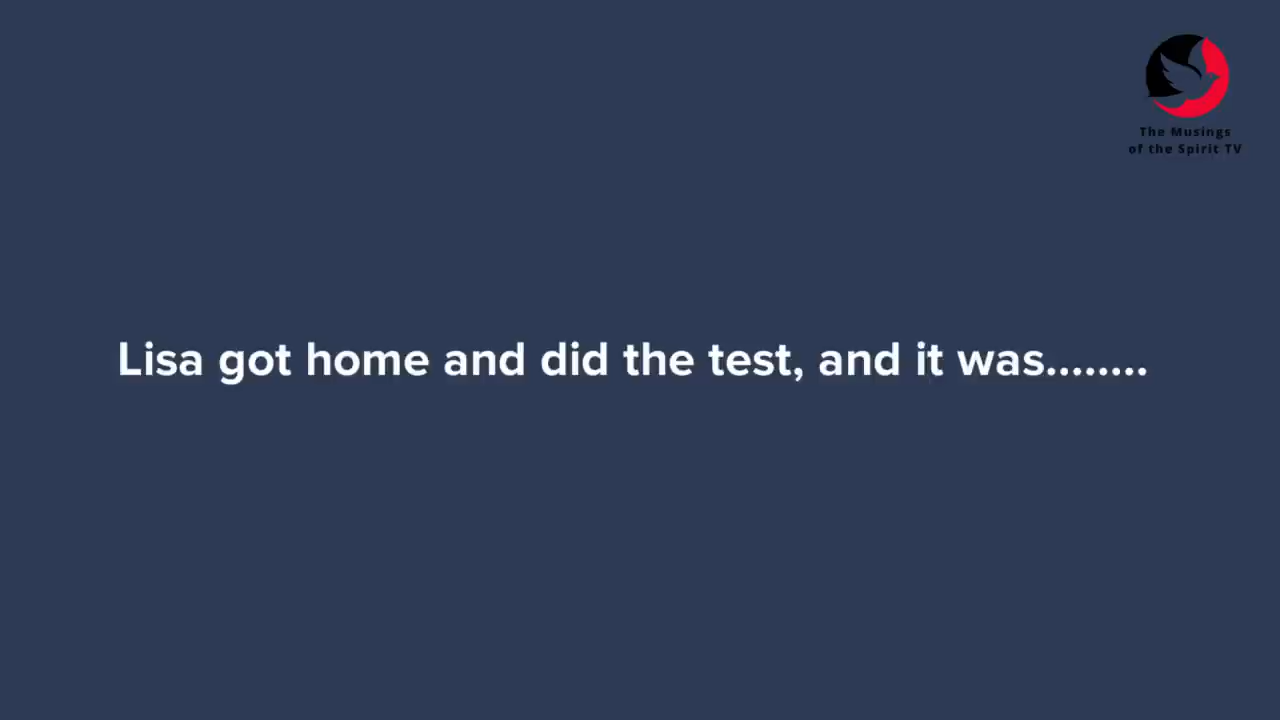 The Musings
of the Spirit TV
Lisa got home and did the test, and it was........